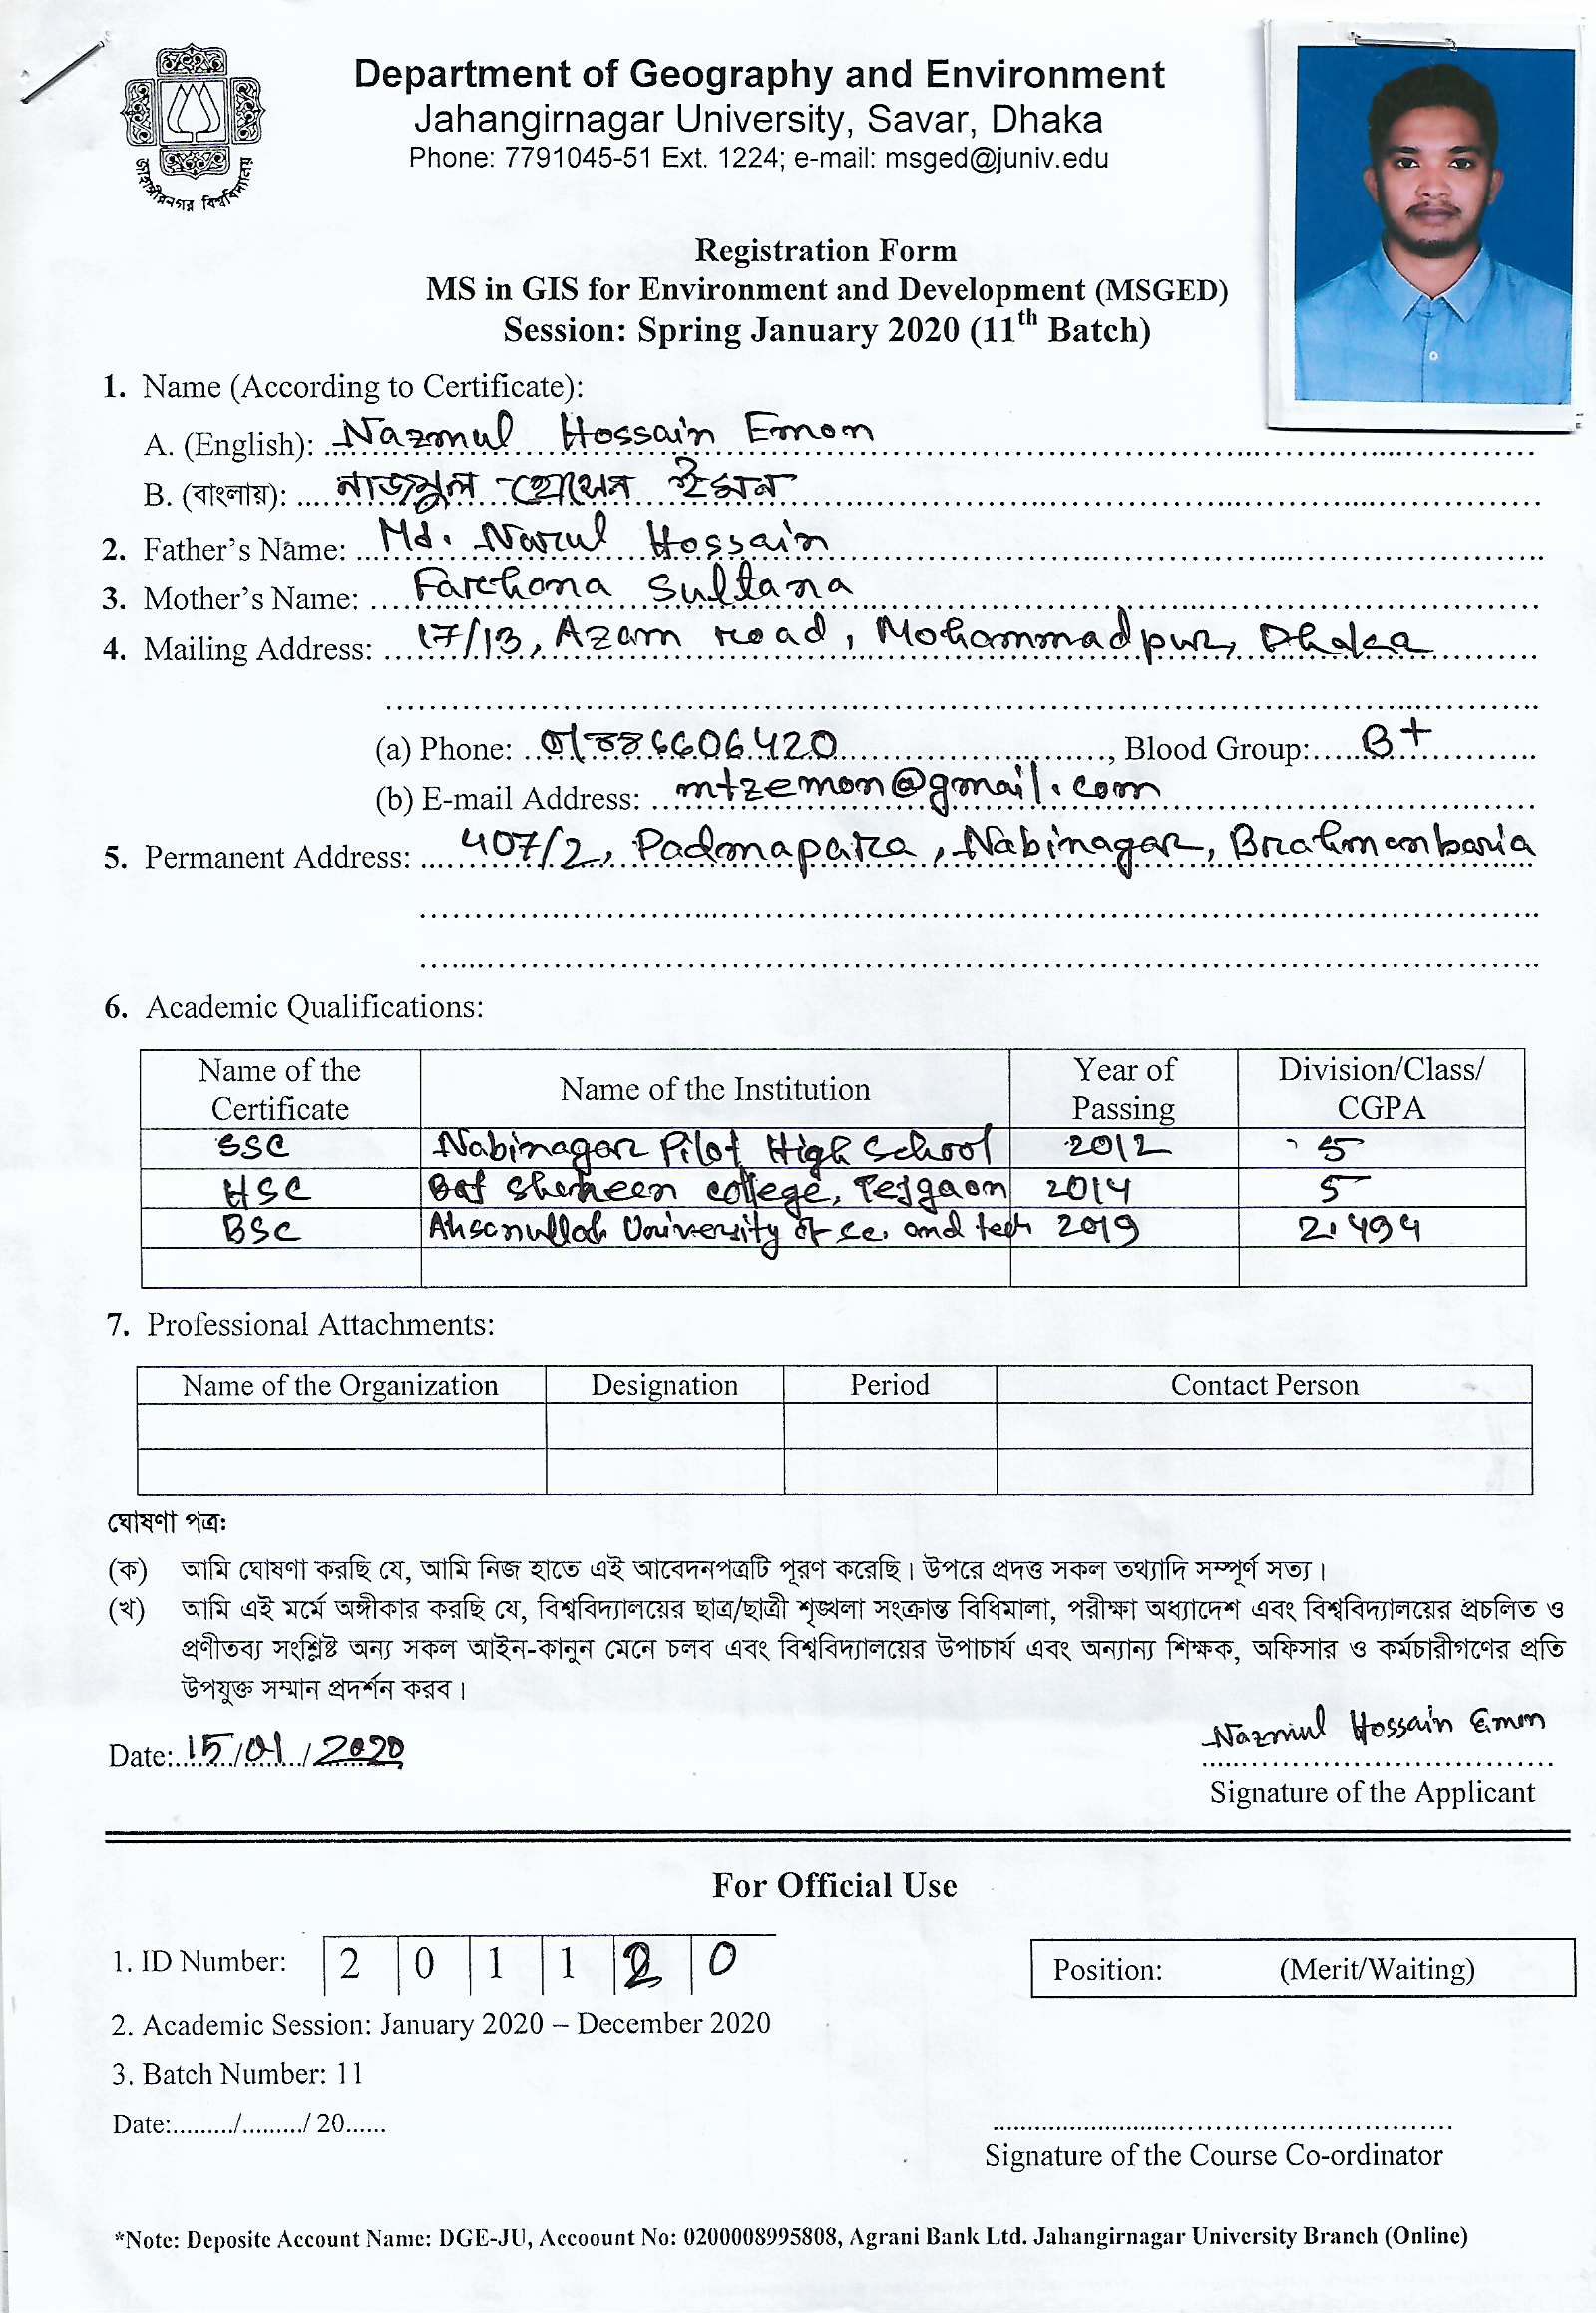 জাহাঙ্গীরনগর বিশ্ববিদ্যালয়
Department of Geography and Environment
Jahangirnagar University, Savar, Dhaka
Phone: 7791045-51 Ext. 1224; e-mail: msged@juniv.edu
Registration Form
MS in GIS for Environment and Development (MSGED)
Session: Spring January 2020 (11th Batch)
1. Name (According to Certificate):
A. (English): Nazmul Hossain Emon
B. (বাংলায়): নাজমুল হোসেন ইমন
2. Father's Name: Md. Narul Hossain
3. Mother's Name: Farehona Sultana
4. Mailing Address: 17/13, Azam road, Mohammadpur, Dhaka
(a) Phone: 01886606420, Blood Group: B+
(b) E-mail Address: mtzemon@gmail.com
5. Permanent Address: 407/2, Padmapara, Nabinagar, Brahmanbaria
6. Academic Qualifications:
Name of the Certificate Name of the Institution Year of Passing Division/Class/ CGPA
SSC Nabinagar Pilot High School 2012 5
HSC Baf Shaheen college, Tejgaon 2014 5
BSC Ahsanullah University of sc. and tech 2019 2.494
7. Professional Attachments:
Name of the Organization Designation Period Contact Person
ঘোষণা পত্র:
(ক) আমি ঘোষণা করছি যে, আমি নিজ হাতে এই আবেদনপত্রটি পূরণ করেছি। উপরে প্রদত্ত সকল তথ্যাদি সম্পূর্ণ সত্য।
(খ) আমি এই মর্মে অঙ্গীকার করছি যে, বিশ্ববিদ্যালয়ের ছাত্র/ছাত্রী শৃঙ্খলা সংক্রান্ত বিধিমালা, পরীক্ষা অধ্যাদেশ এবং বিশ্ববিদ্যালয়ের প্রচলিত ও
প্রণীতব্য সংশ্লিষ্ট অন্য সকল আইন-কানুন মেনে চলব এবং বিশ্ববিদ্যালয়ের উপাচার্য এবং অন্যান্য শিক্ষক, অফিসার ও কর্মচারীগণের প্রতি
উপযুক্ত সম্মান প্রদর্শন করব।
Nazmul Hossain Emon
Date: 15/01/2020
Signature of the Applicant
For Official Use
1. ID Number: 2 0 1 1 2 0
Position: (Merit/Waiting)
2. Academic Session: January 2020 – December 2020
3. Batch Number: 11
Date:........./........./ 20......
Signature of the Course Co-ordinator
*Note: Deposite Account Name: DGE-JU, Accoount No: 0200008995808, Agrani Bank Ltd. Jahangirnagar University Branch (Online)